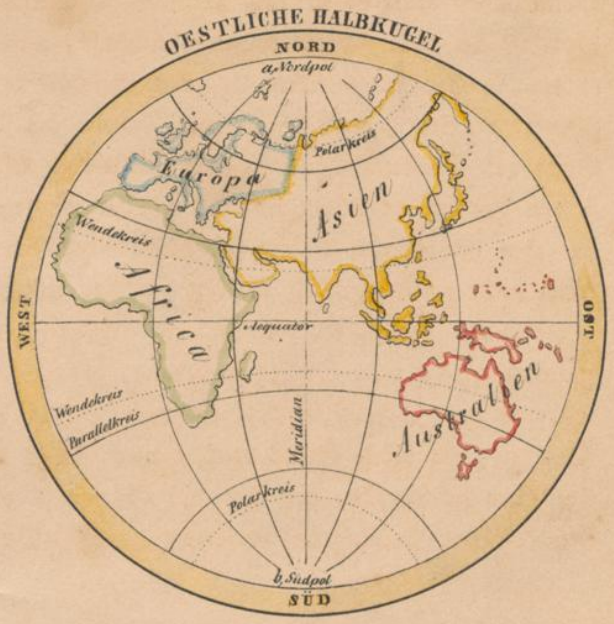 OESTLICHE HALBKUGEL
NORD
a, Nordpol
Polarkreis
Europa
Asien
Wendekreis
Africa
WEST
OST
Aequator
Wendekreis
Parallelkreis
Australien
Meridian
Polarkreis
b, Südpol
SÜD